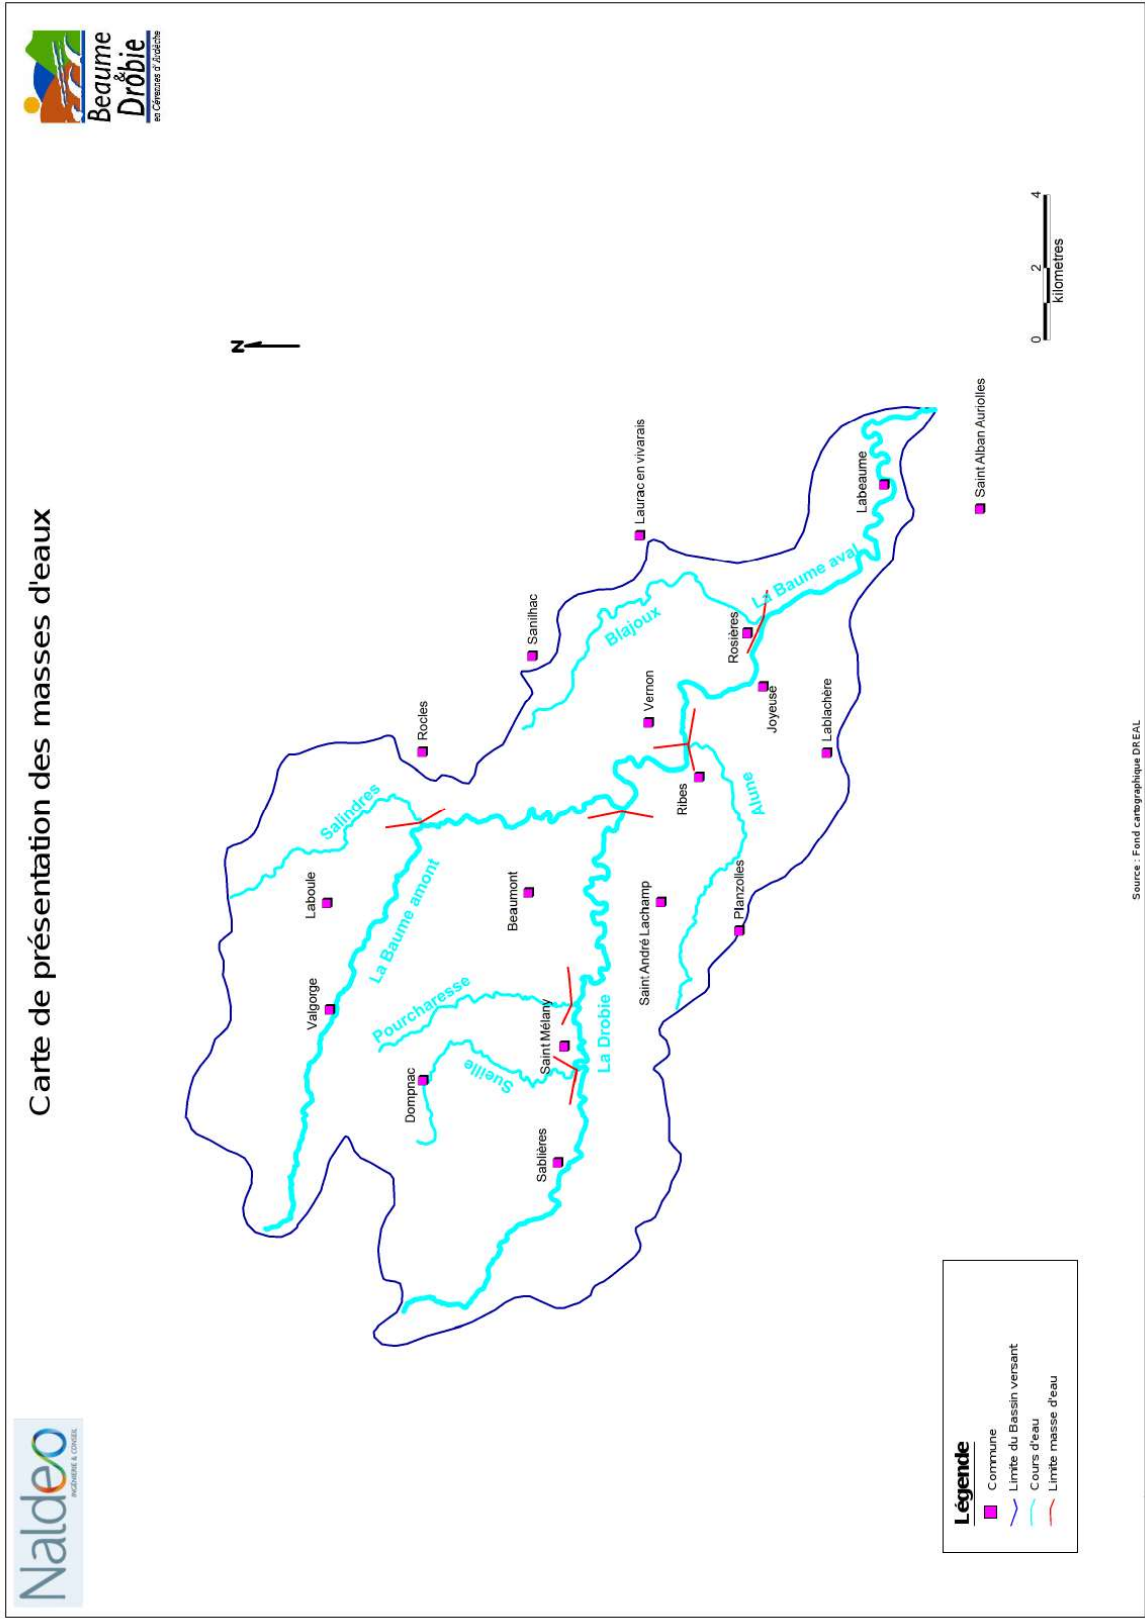 Naldeo
INGÉNIERIE & CONSEIL
Carte de présentation des masses d'eaux
Beaume
&
Drobie
en Cévennes d'Ardèche
N
Valgorge
Laboule
Salindres
Rocles
La Baume amont
Pourcharesse
Dompnac
Sueille
Beaumont
Sanilhac
Sablières
Saint Mélany
La Drobie
Blajoux
Laurac en vivarais
Vernon
Saint André Lachamp
Ribes
Rosières
Planzolles
Alune
Joyeuse
La Baume aval
Lablachère
Labeaume
Saint Alban Auriolles
Légende
Commune
Limite du Bassin versant
Cours d'eau
Limite masse d'eau
0 2 4
kilometres
Source : Fond cartographique DREAL